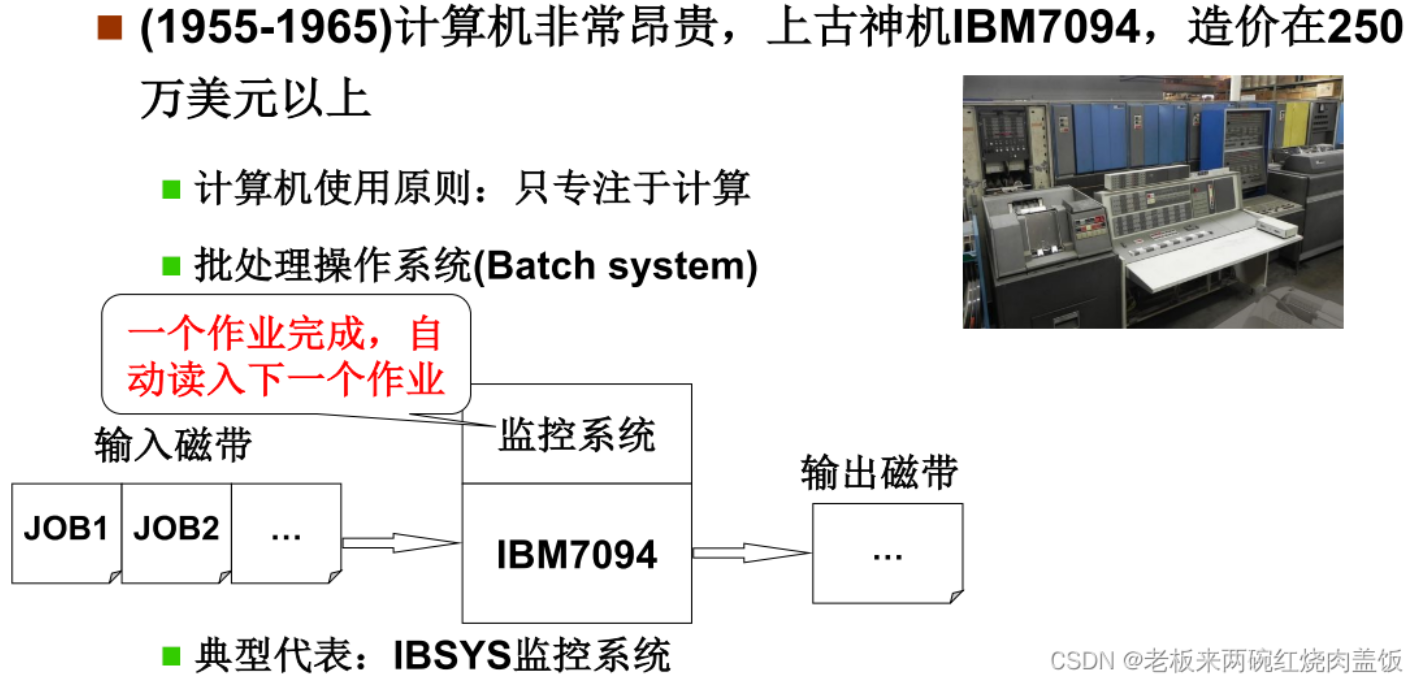 (1955-1965)计算机非常昂贵，上古神机IBM7094，造价在250
万美元以上
计算机使用原则：只专注于计算
批处理操作系统(Batch system)
一个作业完成，自
动读入下一个作业
监控系统
输入磁带
输出磁带
JOB1 JOB2 …
IBM7094
…
典型代表：IBSYS监控系统
CSDN @老板来两碗红烧肉盖饭